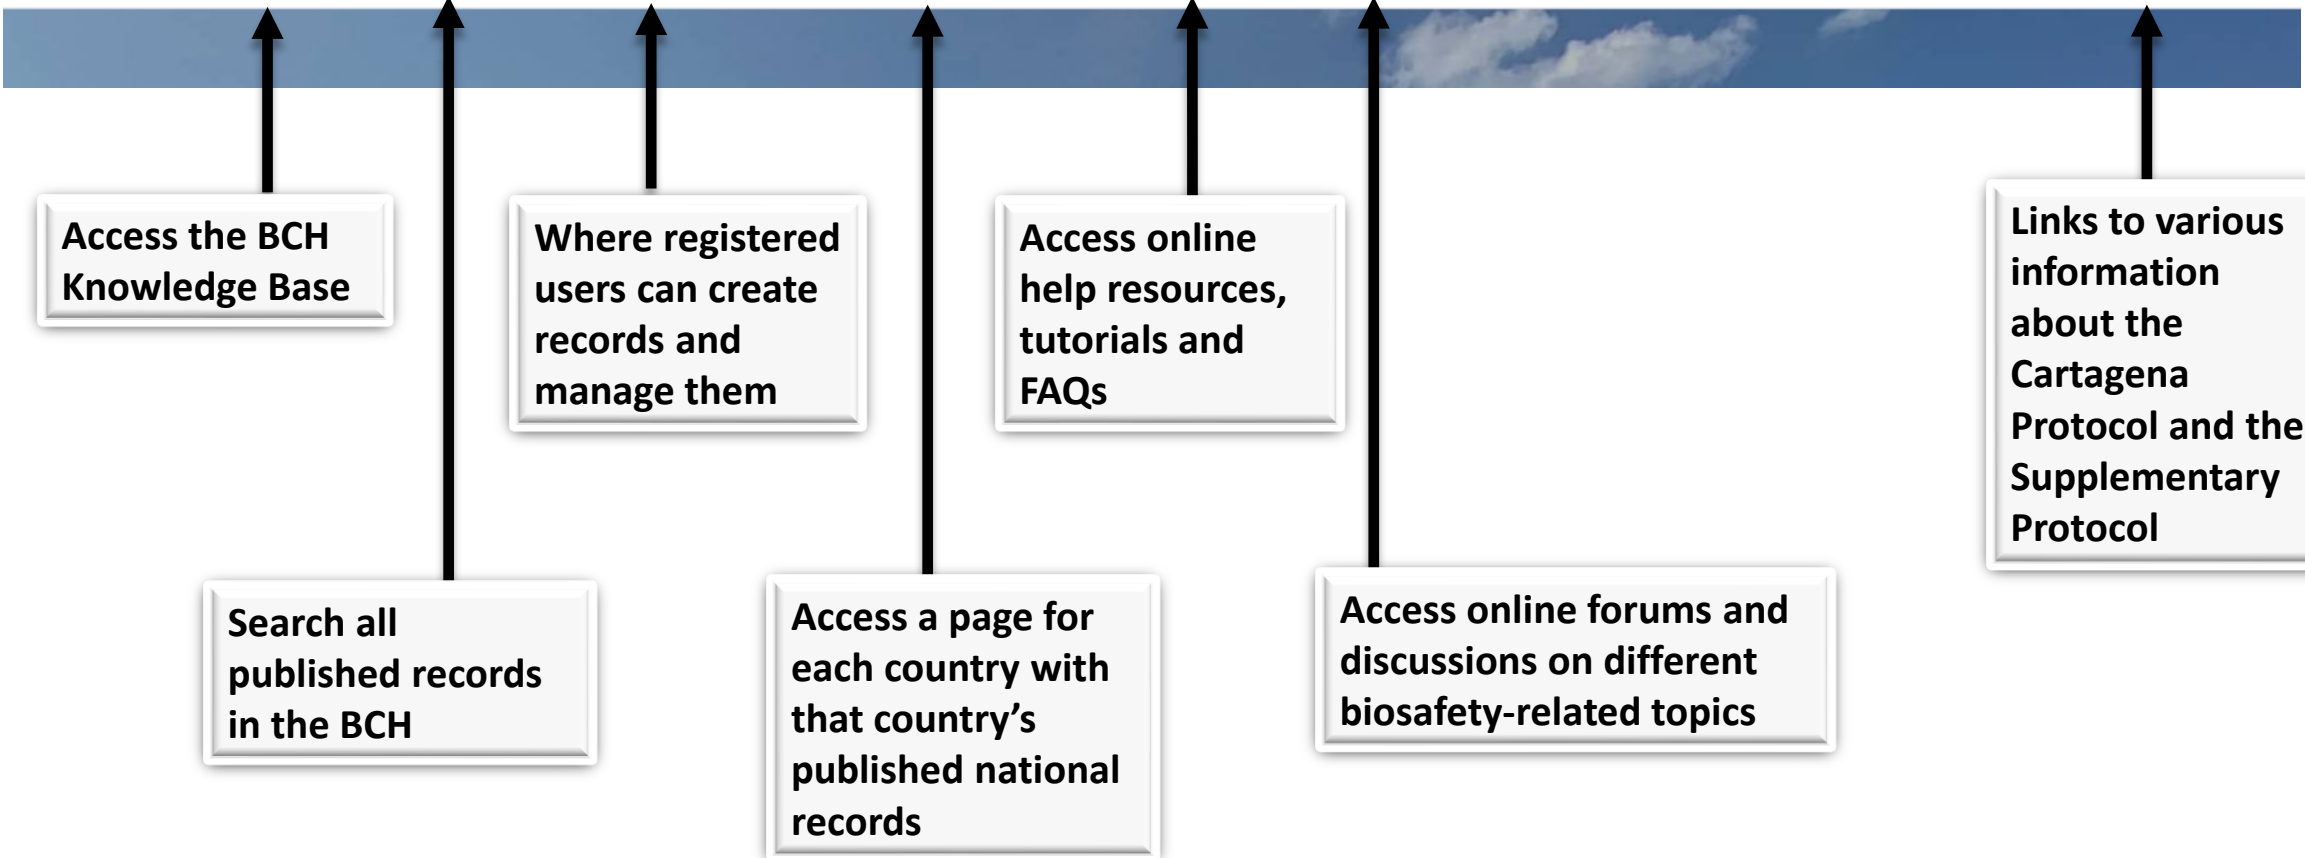 Access the BCH
Knowledge Base
Where registered
users can create
records and
manage them
Access online
help resources,
tutorials and
FAQs
Links to various
information
about the
Cartagena
Protocol and the
Supplementary
Protocol
Search all
published records
in the BCH
Access a page for
each country with
that country’s
published national
records
Access online forums and
discussions on different
biosafety-related topics